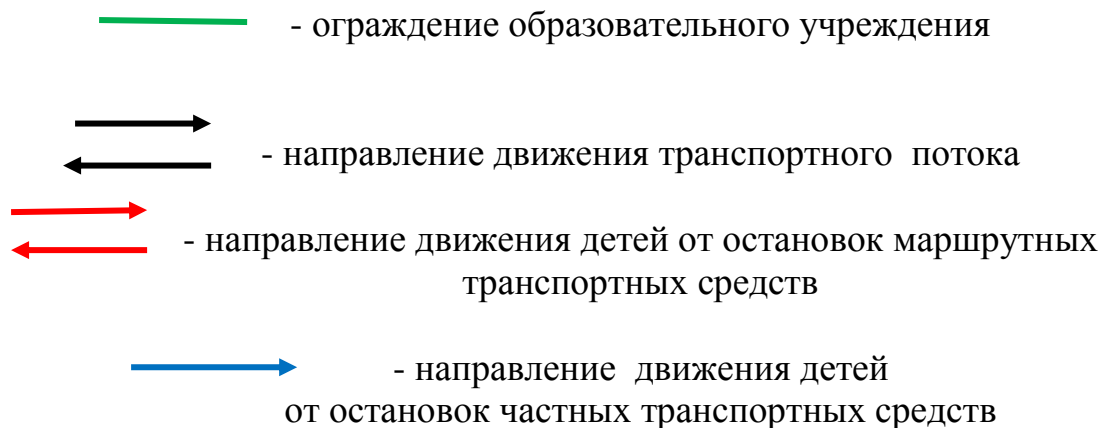 - ограждение образовательного учреждения
- направление движения транспортного потока
- направление движения детей от остановок маршрутных
транспортных средств
- направление движения детей
от остановок частных транспортных средств